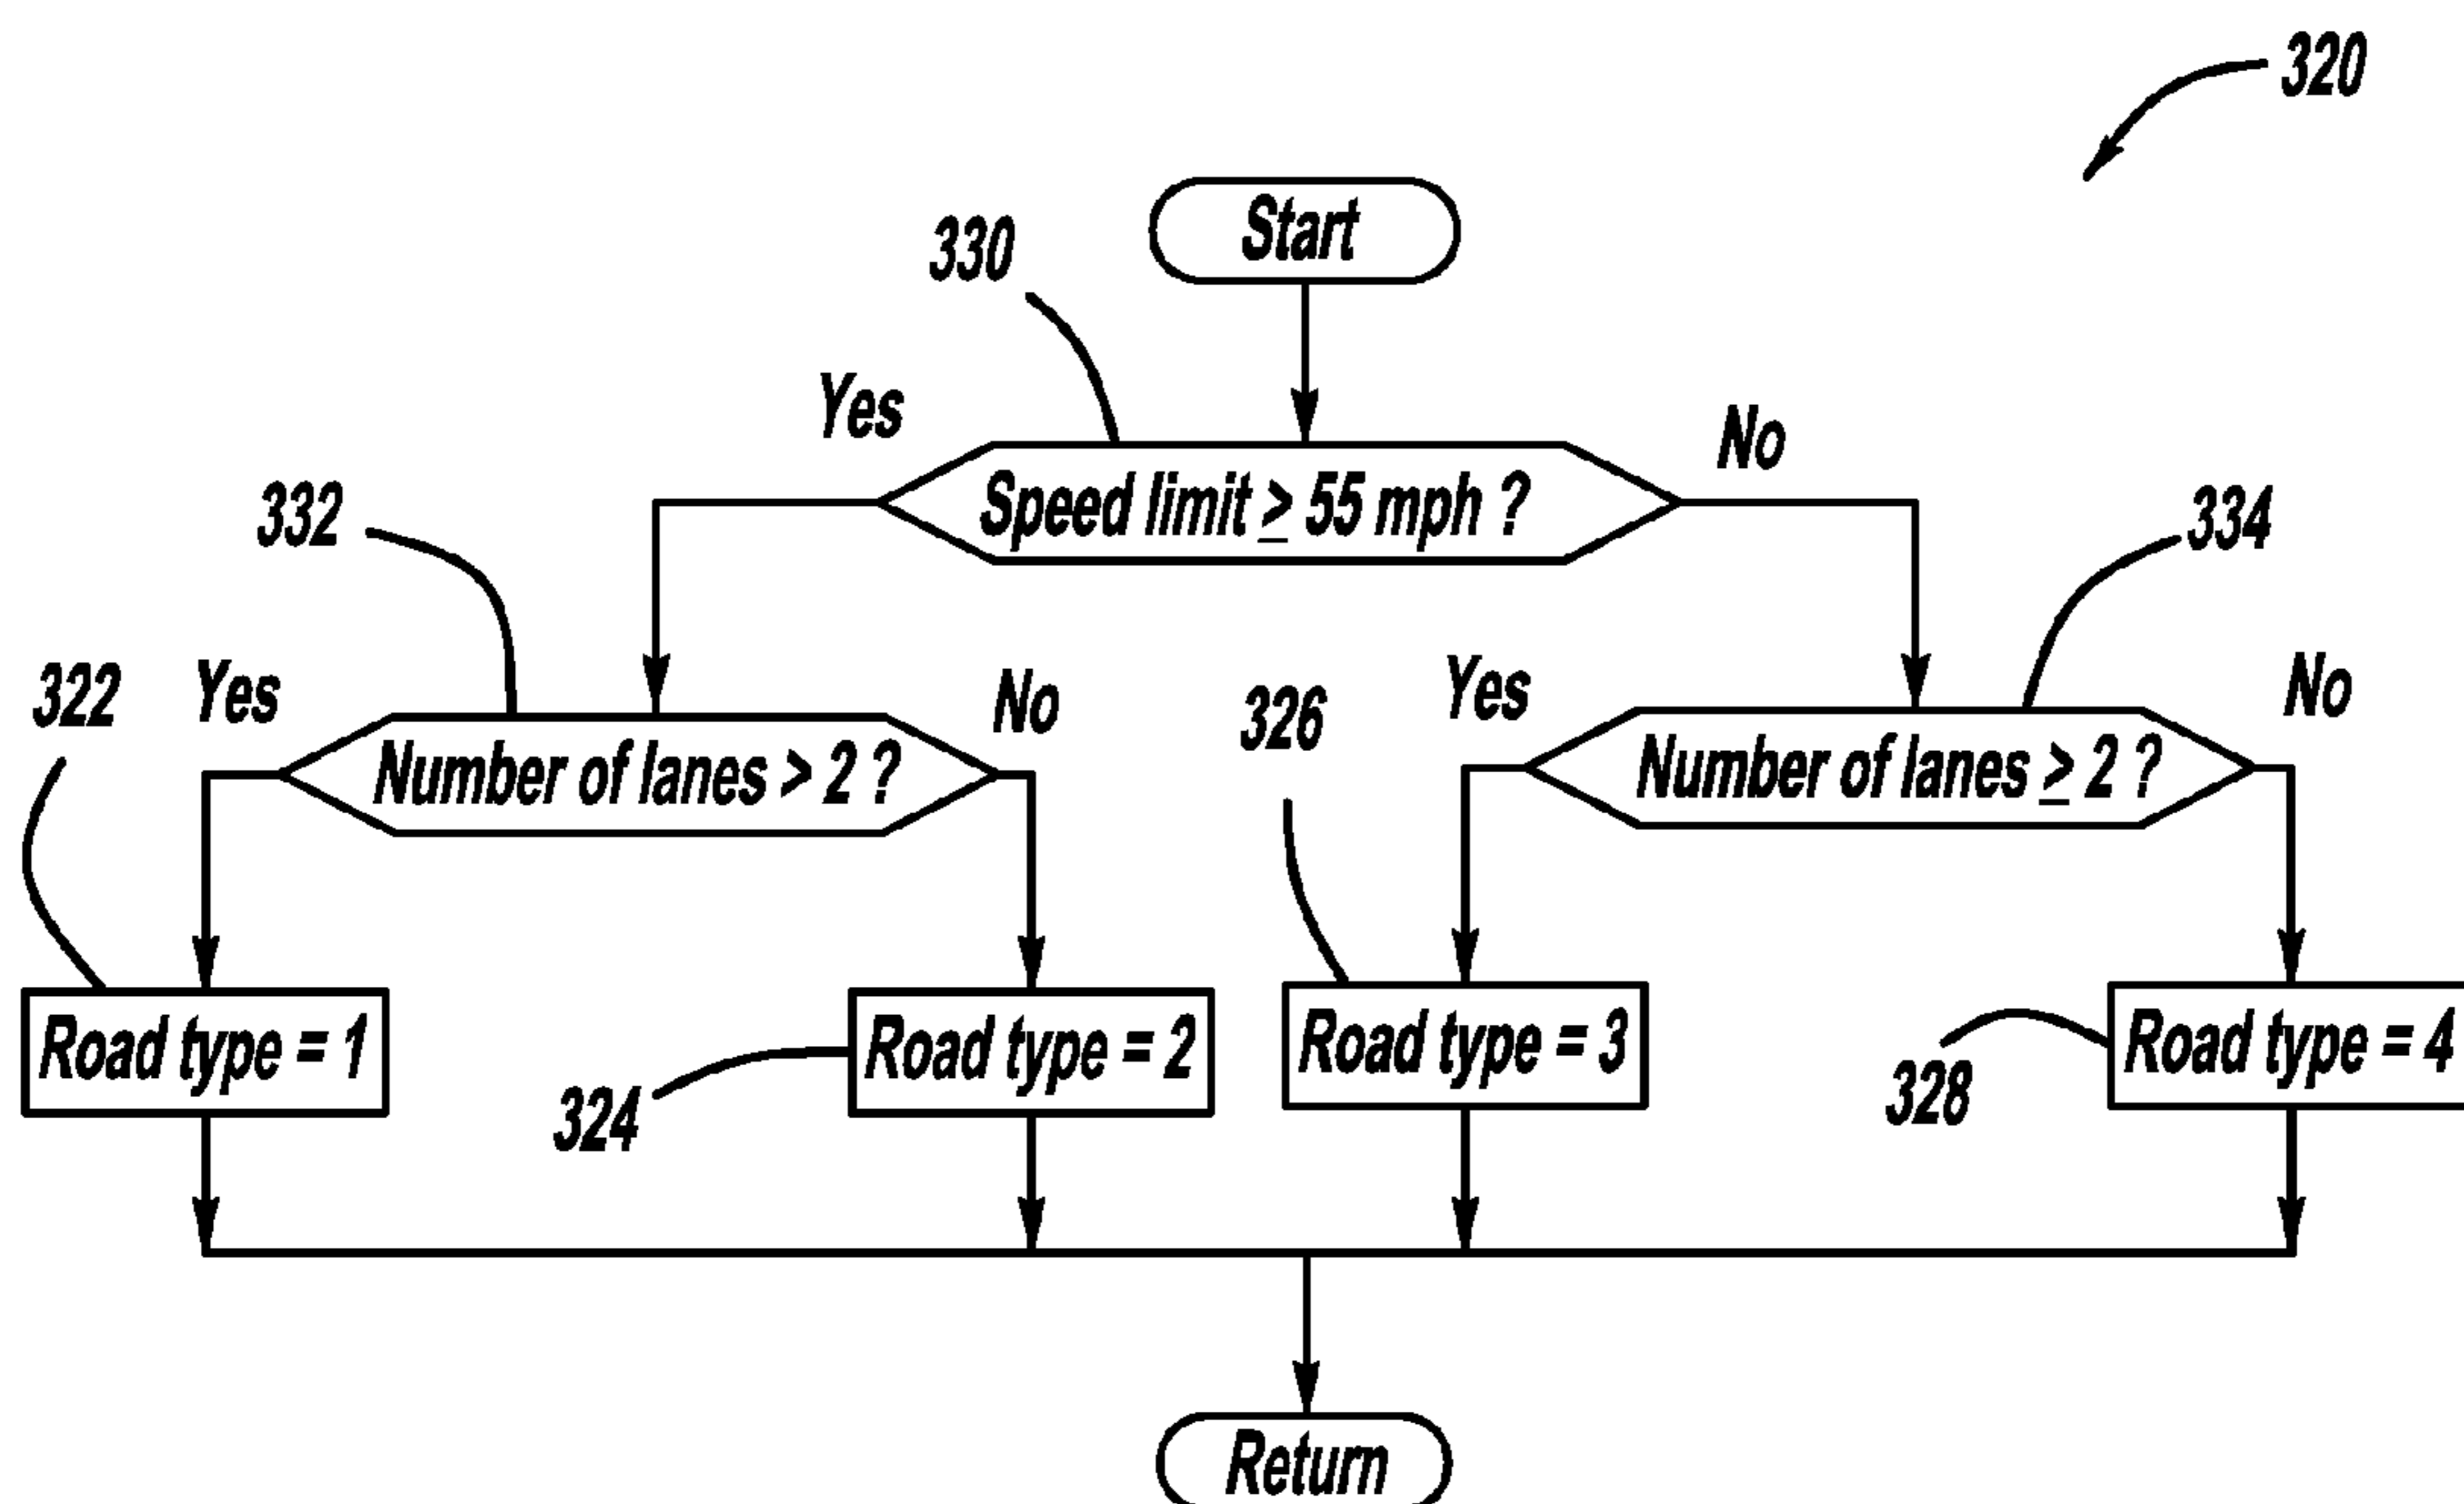 320
Start
330
Yes
No
Speed limit ≥ 55 mph ?
332
334
322
Yes
No
326
Yes
No
Number of lanes > 2 ?
Number of lanes ≥ 2 ?
Road type = 1
Road type = 2
Road type = 3
Road type = 4
324
328
Return